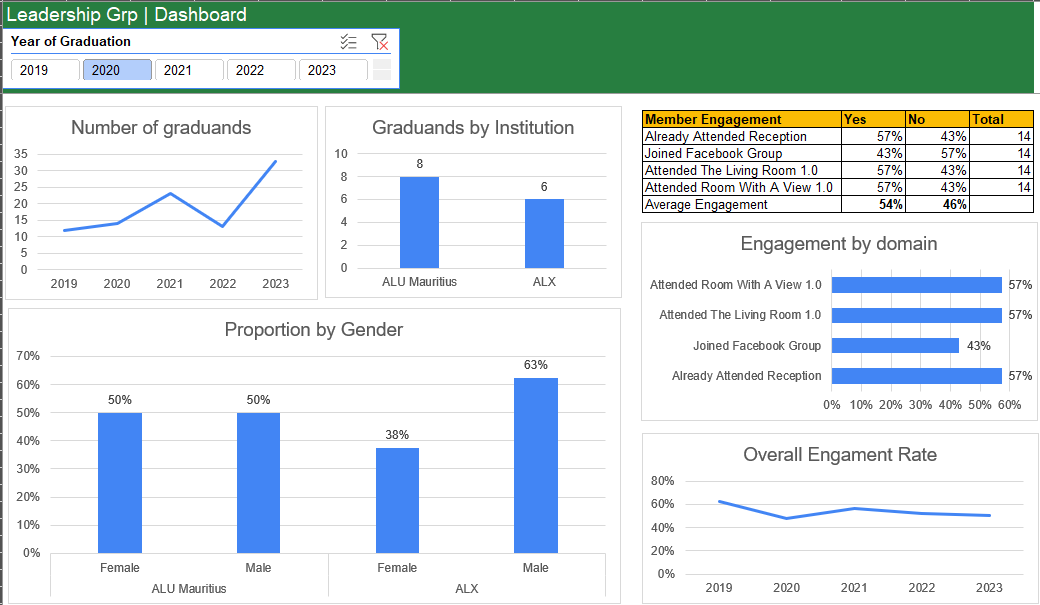 Leadership Grp | Dashboard
Year of Graduation
2019 2020 2021 2022 2023
Number of graduands
35
30
25
20
15
10
5
0
2019 2020 2021 2022 2023
Graduands by Institution
10
8
6
4
2
0
8
6
ALU Mauritius ALX
Member Engagement Yes No Total
Already Attended Reception 57% 43% 14
Joined Facebook Group 43% 57% 14
Attended The Living Room 1.0 57% 43% 14
Attended Room With A View 1.0 57% 43% 14
Average Engagement 54% 46%
Engagement by domain
Attended Room With A View 1.0 57%
Attended The Living Room 1.0 57%
Joined Facebook Group 43%
Already Attended Reception 57%
0% 10% 20% 30% 40% 50% 60%
Proportion by Gender
70%
60%
50%
40%
30%
20%
10%
0%
50% 50% 38% 63%
Female Male Female Male
ALU Mauritius ALX
Overall Engament Rate
80%
60%
40%
20%
0%
2019 2020 2021 2022 2023